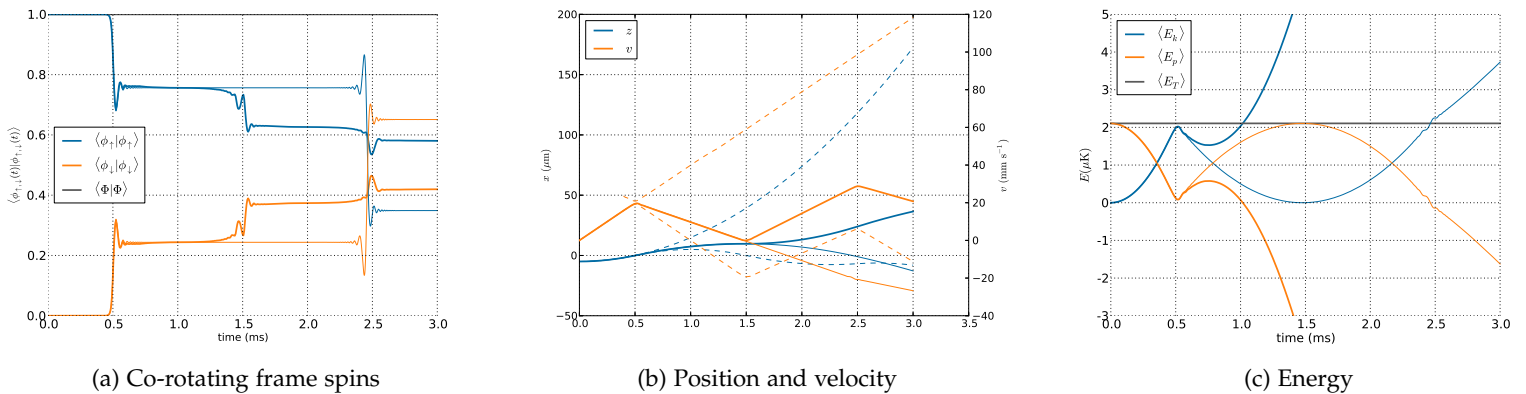 1.0
0.8
0.6
0.4
0.2
0.0
0.0 0.5 1.0 1.5 2.0 2.5 3.0
time (ms)
⟨ϕ↑,↓(t)|ϕ↑,↓(t)⟩
⟨ϕ↑|ϕ↑⟩
⟨ϕ↓|ϕ↓⟩
⟨Φ|Φ⟩
(a) Co-rotating frame spins
200
150
100
50
0
−50
x (μm)
z
v
120
100
80
60
40
20
0
−20
−40
v (mm s⁻¹)
0.0 0.5 1.0 1.5 2.0 2.5 3.0 3.5
(b) Position and velocity
5
4
3
2
1
0
-1
-2
-3
E(μK)
⟨E_k⟩
⟨E_p⟩
⟨E_T⟩
0.0 0.5 1.0 1.5 2.0 2.5 3.0
time (ms)
(c) Energy